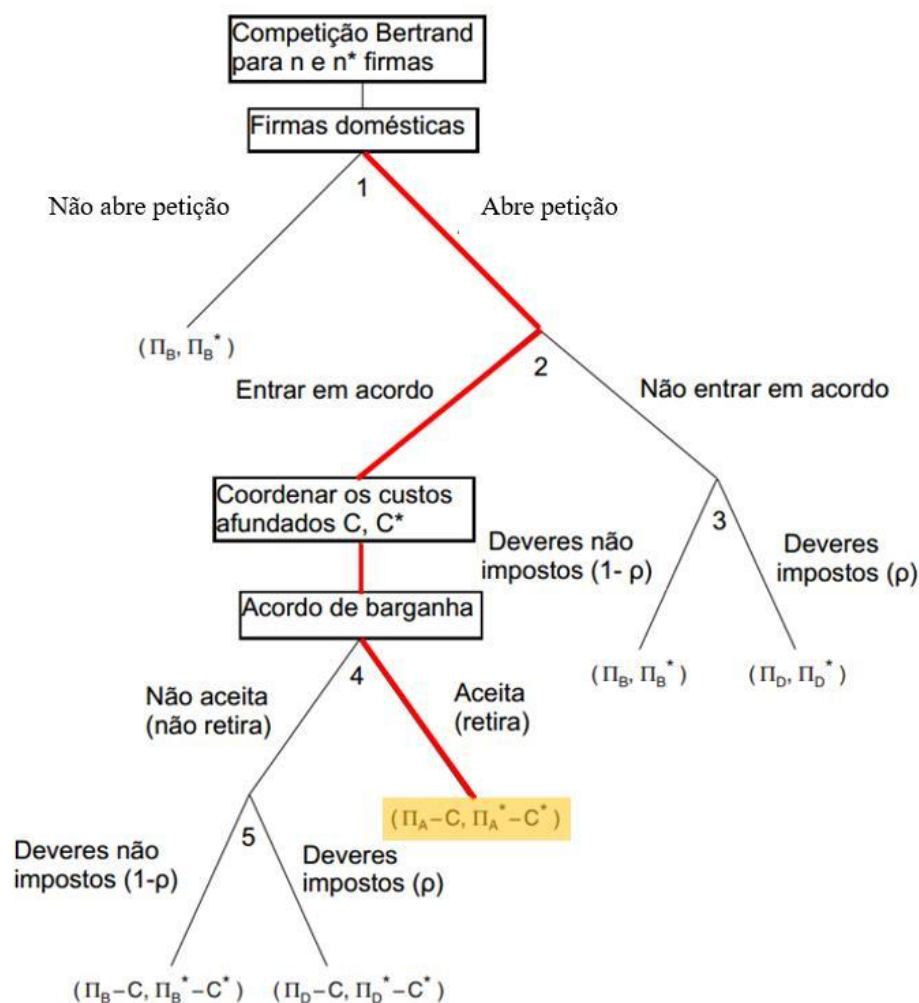 Competição Bertrand
para n e n* firmas
Firmas domésticas
1
Não abre petição
Abre petição
(Π_B, Π_B*)
2
Entrar em acordo
Não entrar em acordo
Coordenar os custos
afundados C, C*
3
Deveres não
impostos (1- ρ)
Deveres
impostos (ρ)
Acordo de barganha
4
(Π_B, Π_B*)
(Π_D, Π_D*)
Não aceita
(não retira)
Aceita
(retira)
(Π_A–C, Π_A*–C*)
5
Deveres não
impostos (1-ρ)
Deveres
impostos (ρ)
(Π_B–C, Π_B*–C*)
(Π_D–C, Π_D*–C*)